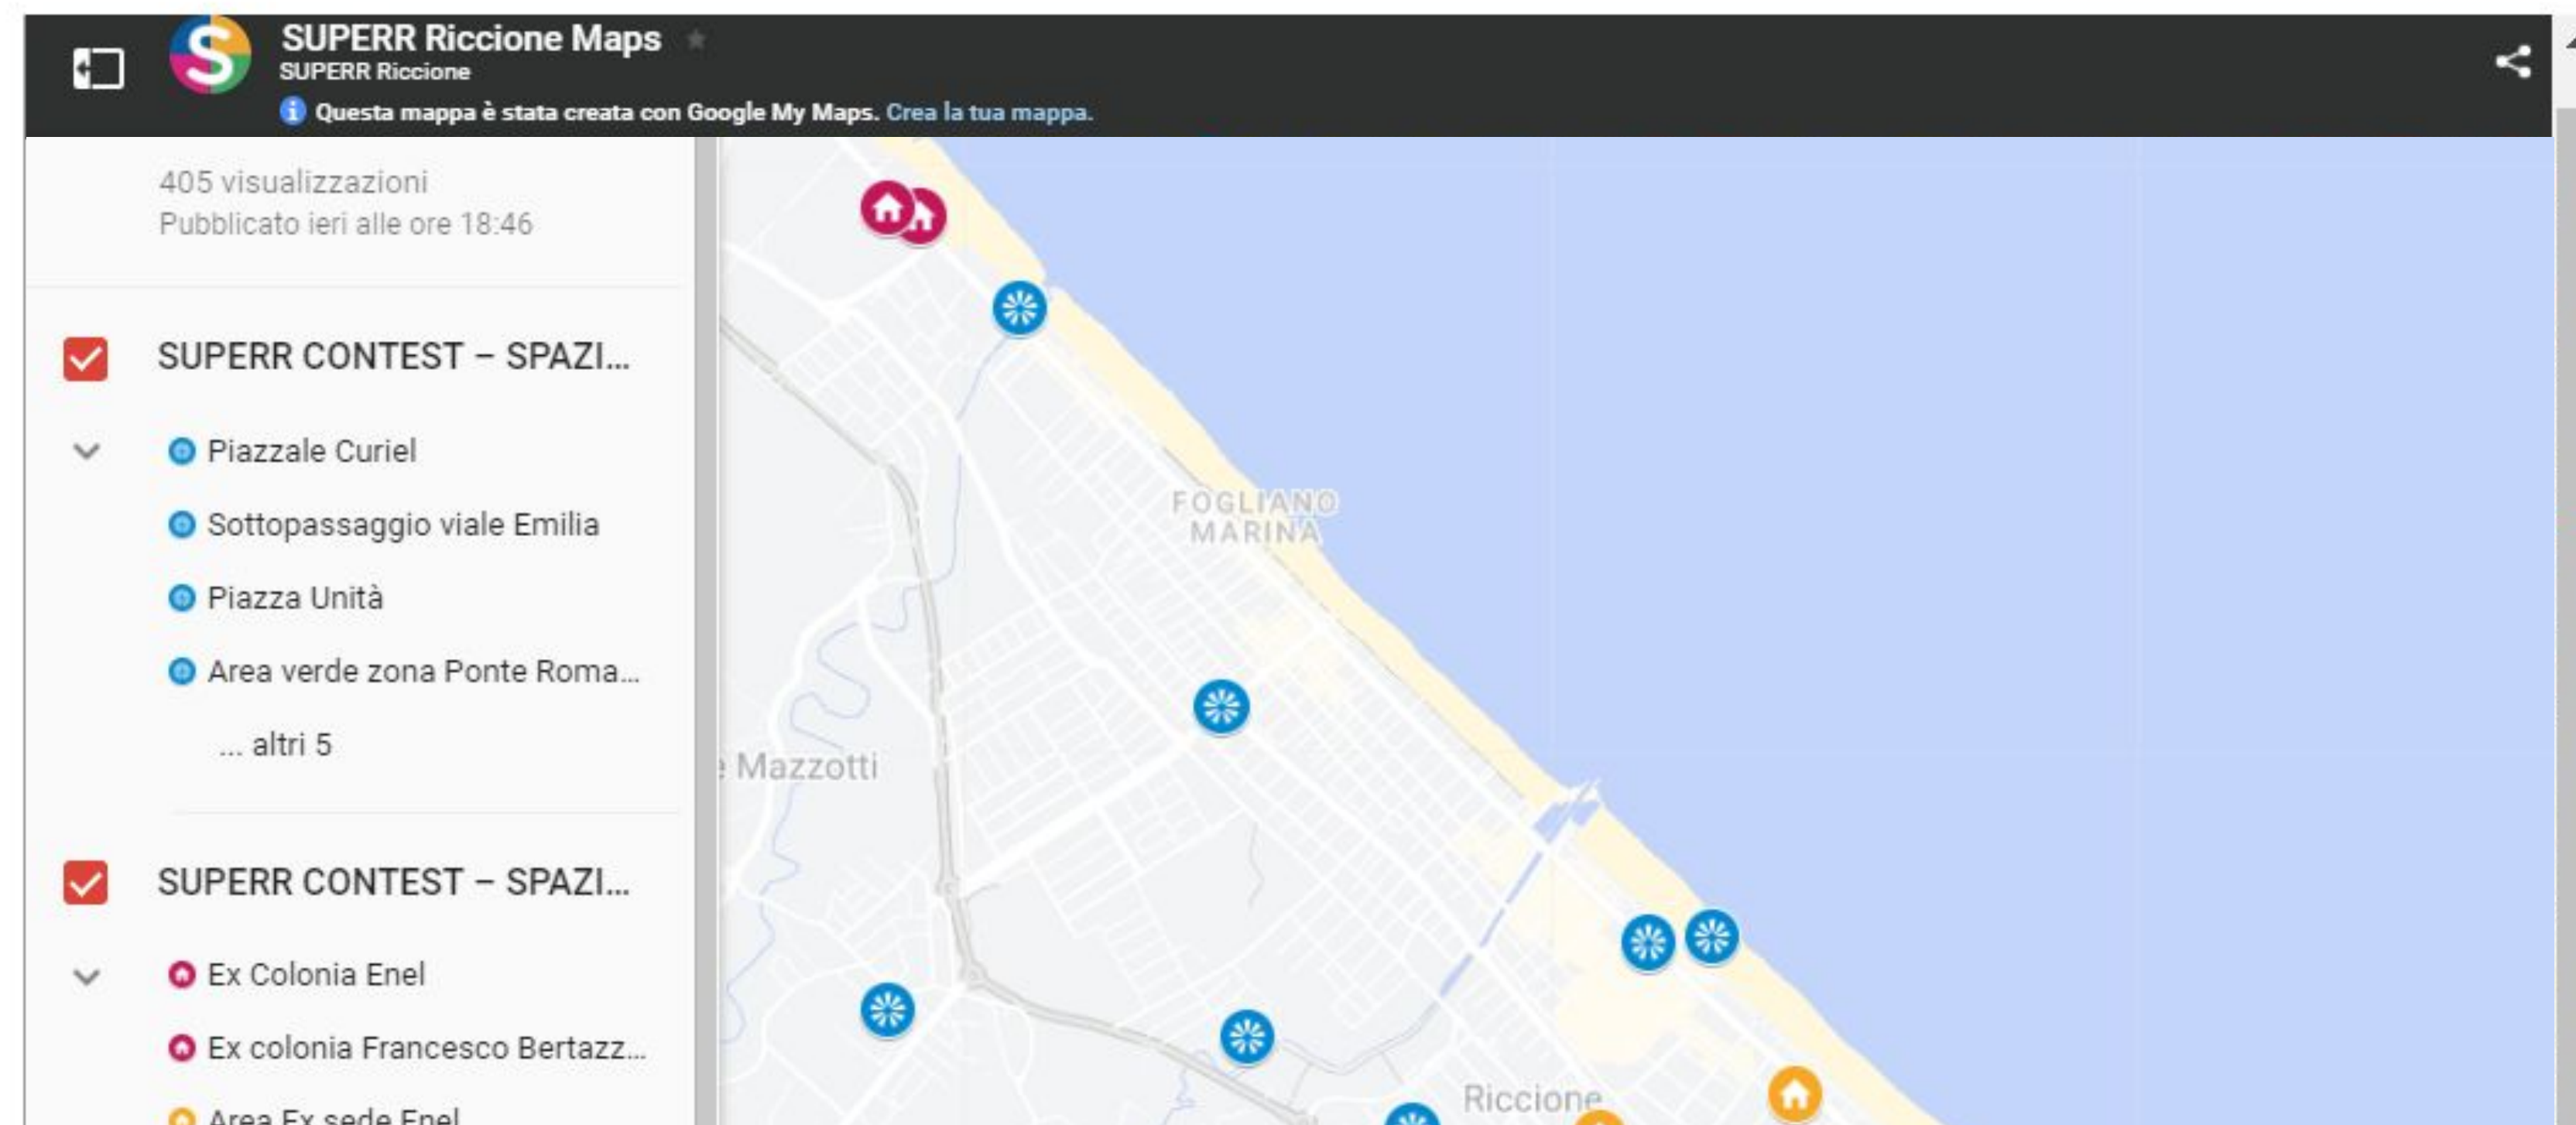 SUPERR Riccione Maps
SUPERR Riccione
Questa mappa è stata creata con Google My Maps. Crea la tua mappa.
405 visualizzazioni
Pubblicato ieri alle ore 18:46
SUPERR CONTEST – SPAZI...
Piazzale Curiel
Sottopassaggio viale Emilia
Piazza Unità
Area verde zona Ponte Roma...
... altri 5
SUPERR CONTEST – SPAZI...
Ex Colonia Enel
Ex colonia Francesco Bertazz...
Area Ex sede Enel
FOGLIANO
MARINA
e Mazzotti
Riccione